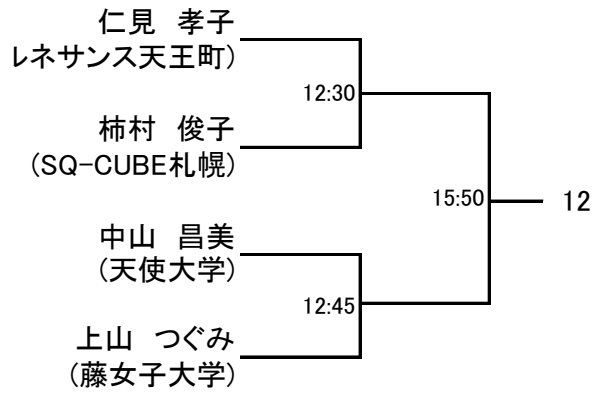 仁見　孝子
レネサンス天王町)
12:30
柿村　俊子
(SQ-CUBE札幌)
15:50
12
中山　昌美
(天使大学)
12:45
上山　つぐみ
(藤女子大学)